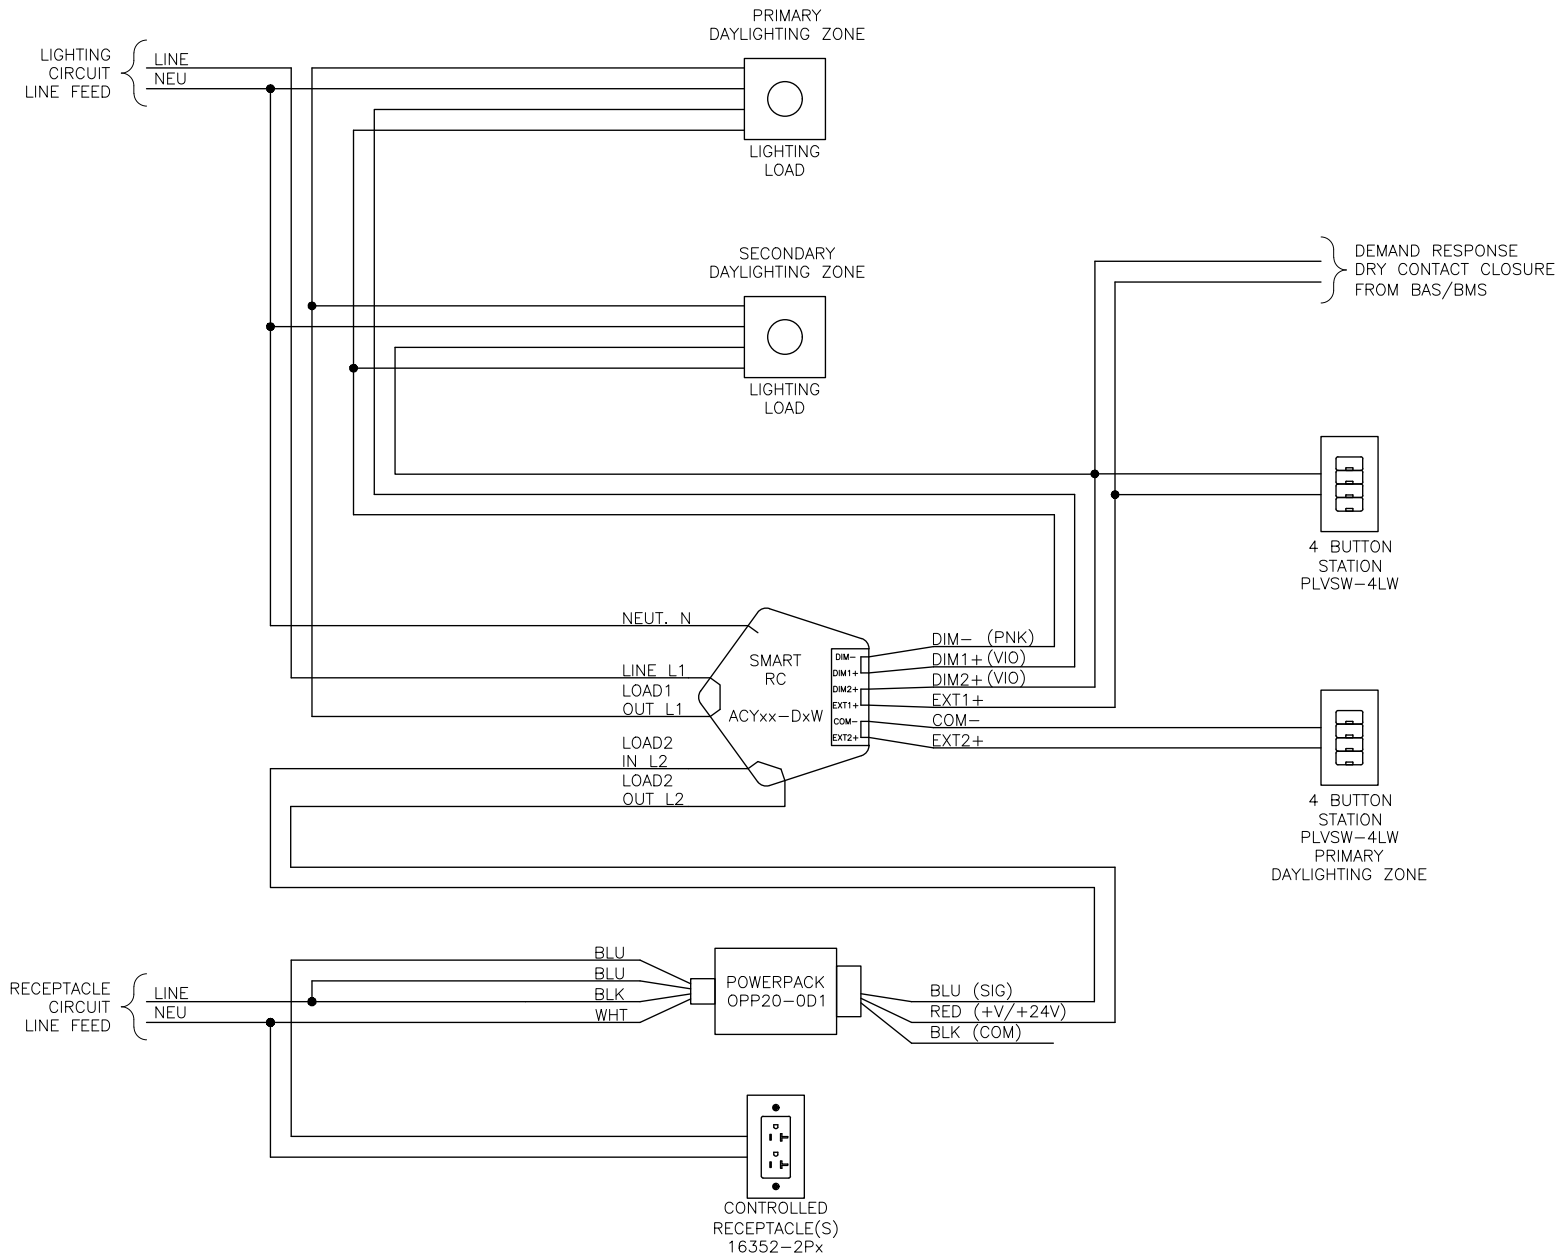 PRIMARY
DAYLIGHTING ZONE
LIGHTING
CIRCUIT
LINE FEED
LINE
NEU
LIGHTING
LOAD
SECONDARY
DAYLIGHTING ZONE
LIGHTING
LOAD
DEMAND RESPONSE
DRY CONTACT CLOSURE
FROM BAS/BMS
4 BUTTON
STATION
PLVSW-4LW
NEUT. N
LINE L1
LOAD1
OUT L1
LOAD2
IN L2
LOAD2
OUT L2
SMART
RC
ACYxx-DxW
DIM-
DIM1+
DIM2+
EXT1+
COM-
EXT2+
DIM- (PNK)
DIM1+(VIO)
DIM2+(VIO)
EXT1+
COM-
EXT2+
4 BUTTON
STATION
PLVSW-4LW
PRIMARY
DAYLIGHTING ZONE
RECEPTACLE
CIRCUIT
LINE FEED
LINE
NEU
BLU
BLU
BLK
WHT
POWERPACK
OPP20-0D1
BLU (SIG)
RED (+V/+24V)
BLK (COM)
CONTROLLED
RECEPTACLE(S)
16352-2Px